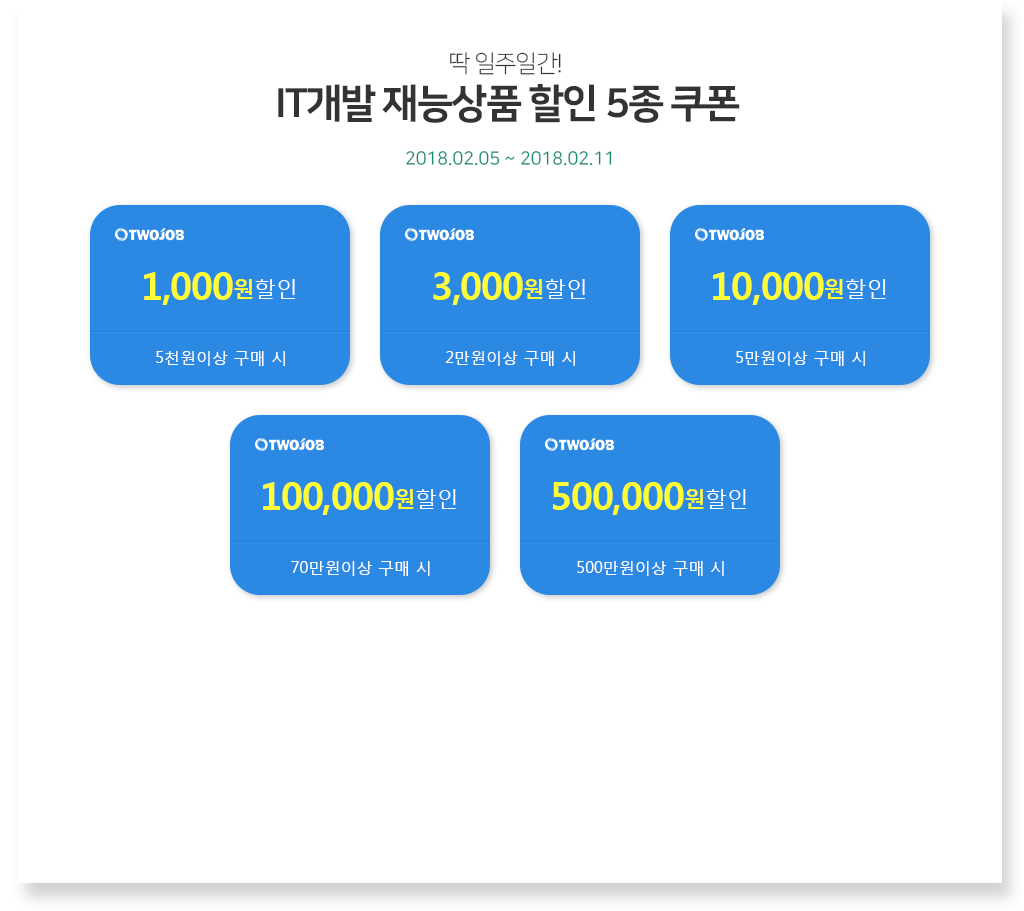 딱 일주일간!
IT개발 재능상품 할인 5종 쿠폰
2018.02.05 ~ 2018.02.11
TWOJOB
1,000원할인
5천원이상 구매 시
TWOJOB
3,000원할인
2만원이상 구매 시
TWOJOB
10,000원할인
5만원이상 구매 시
TWOJOB
100,000원할인
70만원이상 구매 시
TWOJOB
500,000원할인
500만원이상 구매 시